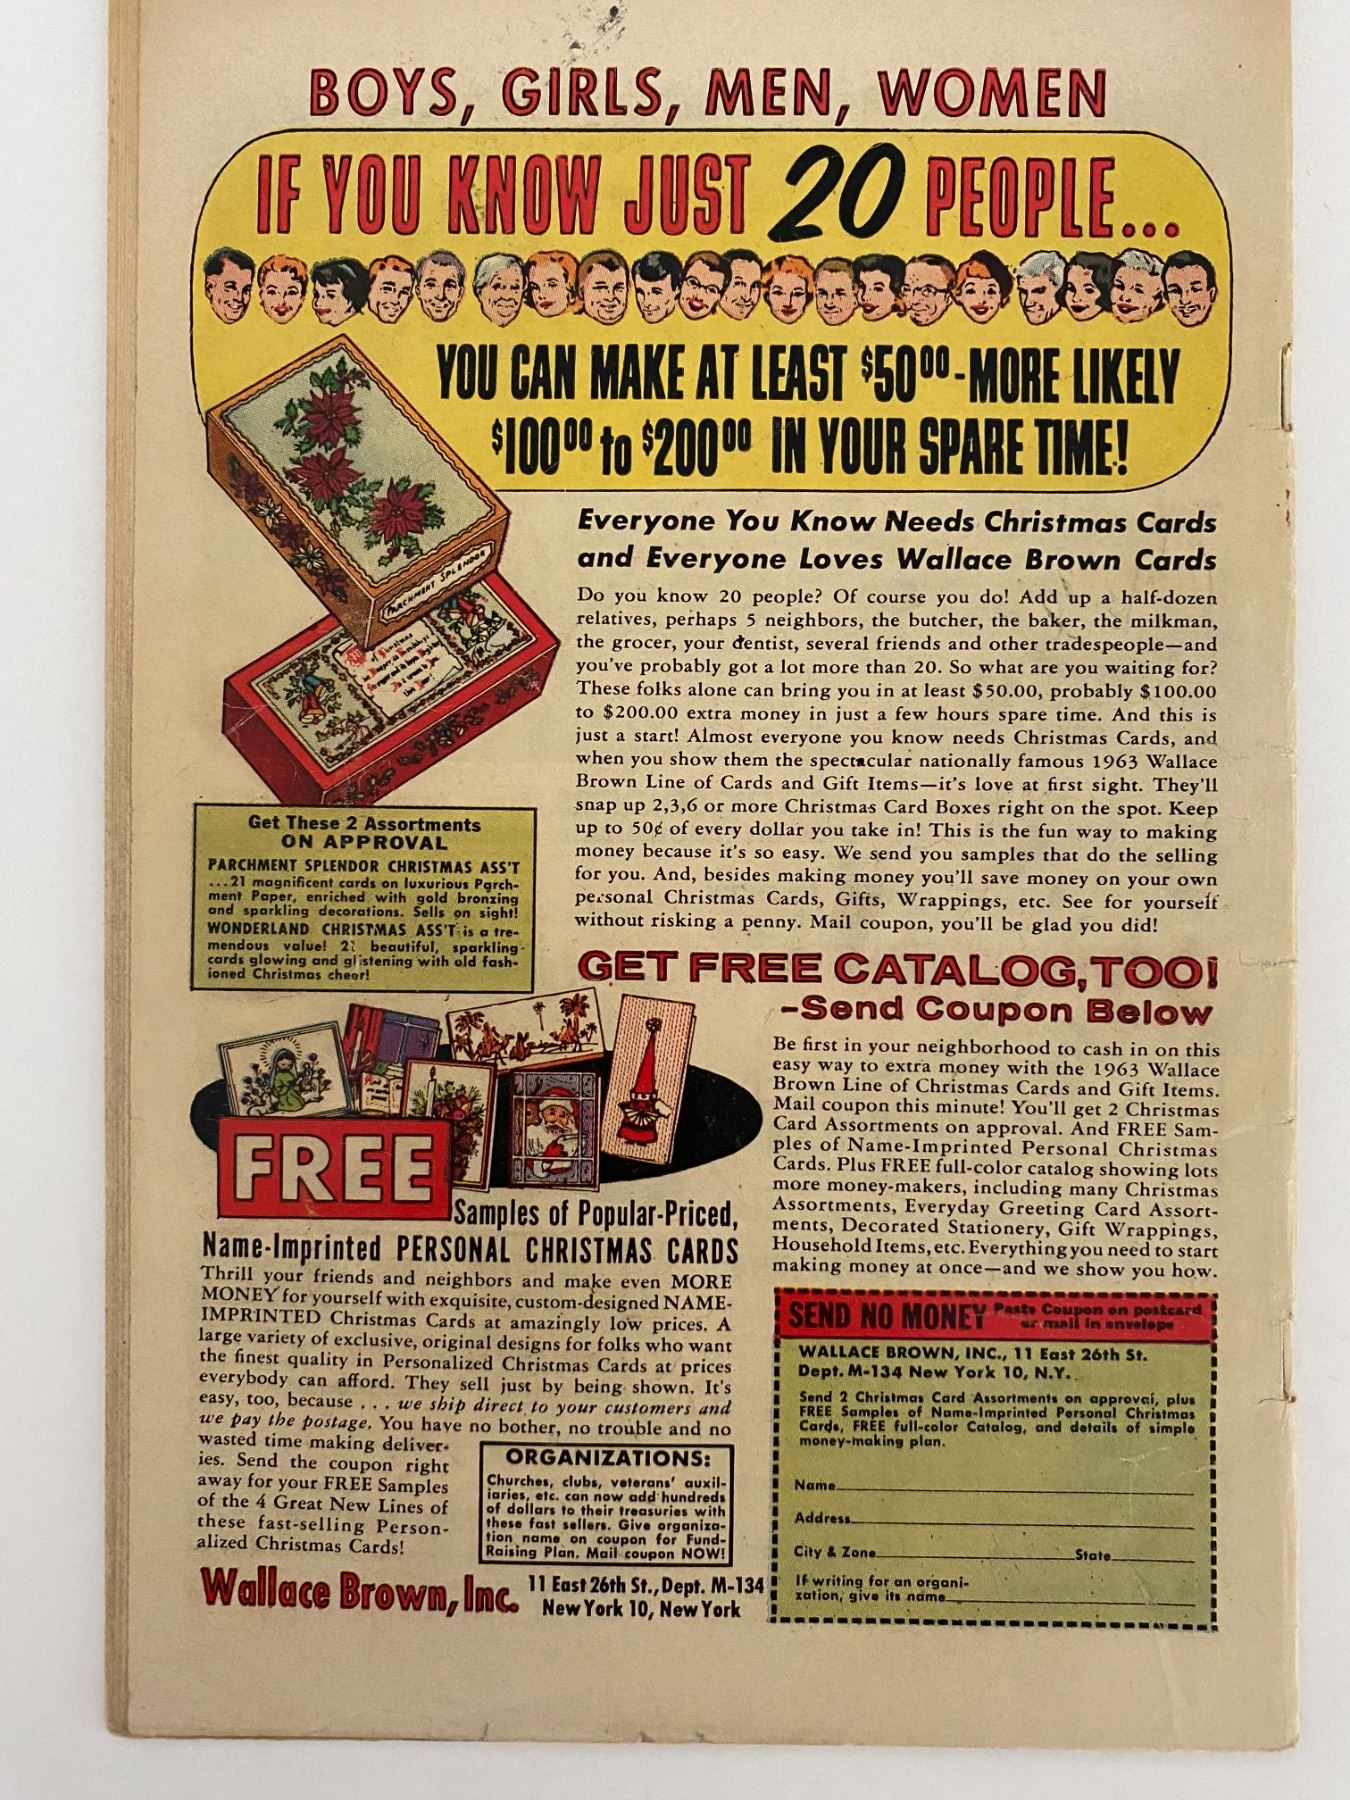 BOYS, GIRLS, MEN, WOMEN
IF YOU KNOW JUST 20 PEOPLE...
YOU CAN MAKE AT LEAST $5000-MORE LIKELY
$10000 to $20000 IN YOUR SPARE TIME!
PARCHMENT SPLENDOR
Everyone You Know Needs Christmas Cards
and Everyone Loves Wallace Brown Cards
Do you know 20 people? Of course you do! Add up a half-dozen
relatives, perhaps 5 neighbors, the butcher, the baker, the milkman,
the grocer, your dentist, several friends and other tradespeople—and
you've probably got a lot more than 20. So what are you waiting for?
These folks alone can bring you in at least $50.00, probably $100.00
to $200.00 extra money in just a few hours spare time. And this is
just a start! Almost everyone you know needs Christmas Cards, and
when you show them the spectacular nationally famous 1963 Wallace
Brown Line of Cards and Gift Items—it's love at first sight. They'll
snap up 2,3,6 or more Christmas Card Boxes right on the spot. Keep
up to 50¢ of every dollar you take in! This is the fun way to making
money because it's so easy. We send you samples that do the selling
for you. And, besides making money you'll save money on your own
personal Christmas Cards, Gifts, Wrappings, etc. See for yourself
without risking a penny. Mail coupon, you'll be glad you did!
Get These 2 Assortments
ON APPROVAL
PARCHMENT SPLENDOR CHRISTMAS ASS'T
...21 magnificent cards on luxurious Parch-
ment Paper, enriched with gold bronzing
and sparkling decorations. Sells on sight!
WONDERLAND CHRISTMAS ASS'T is a tre-
mendous value! beautiful, sparkling
cards glowing and glistening with old fash-
ioned Christmas cheer!
GET FREE CATALOG, TOO!
-Send Coupon Below
Be first in your neighborhood to cash in on this
easy way to extra money with the 1963 Wallace
Brown Line of Christmas Cards and Gift Items.
Mail coupon this minute! You'll get 2 Christmas
Card Assortments on approval. And FREE Sam-
ples of Name-Imprinted Personal Christmas
Cards. Plus FREE full-color catalog showing lots
more money-makers, including many Christmas
Assortments, Everyday Greeting Card Assort-
ments, Decorated Stationery, Gift Wrappings,
Household Items, etc. Everything you need to start
making money at once—and we show you how.
FREE
Samples of Popular-Priced,
Name-Imprinted PERSONAL CHRISTMAS CARDS
Thrill your friends and neighbors and make even MORE
MONEY for yourself with exquisite, custom-designed NAME-
IMPRINTED Christmas Cards at amazingly low prices. A
large variety of exclusive, original designs for folks who want
the finest quality in Personalized Christmas Cards at prices
everybody can afford. They sell just by being shown. It's
easy, too, because . . . we ship direct to your customers and
we pay the postage. You have no bother, no trouble and no
wasted time making deliver-
ies. Send the coupon right
away for your FREE Samples
of the 4 Great New Lines of
these fast-selling Person-
alized Christmas Cards!
ORGANIZATIONS:
Churches, clubs, veterans' auxil-
iaries, etc. can now add hundreds
of dollars to their treasuries with
these fast sellers. Give organiza-
tion name on coupon for Fund-
Raising Plan. Mail coupon NOW!
Wallace Brown, Inc.
11 East 26th St., Dept. M-134
New York 10, New York
SEND NO MONEY Paste Coupon on postcard
or mail in envelope
WALLACE BROWN, INC., 11 East 26th St.
Dept. M-134 New York 10, N.Y.
Send 2 Christmas Card Assortments on approval, plus
FREE Samples of Name-Imprinted Personal Christmas
Cards, FREE full-color Catalog, and details of simple
money-making plan.
Name
Address
City & Zone State
If writing for an organi-
zation, give its name